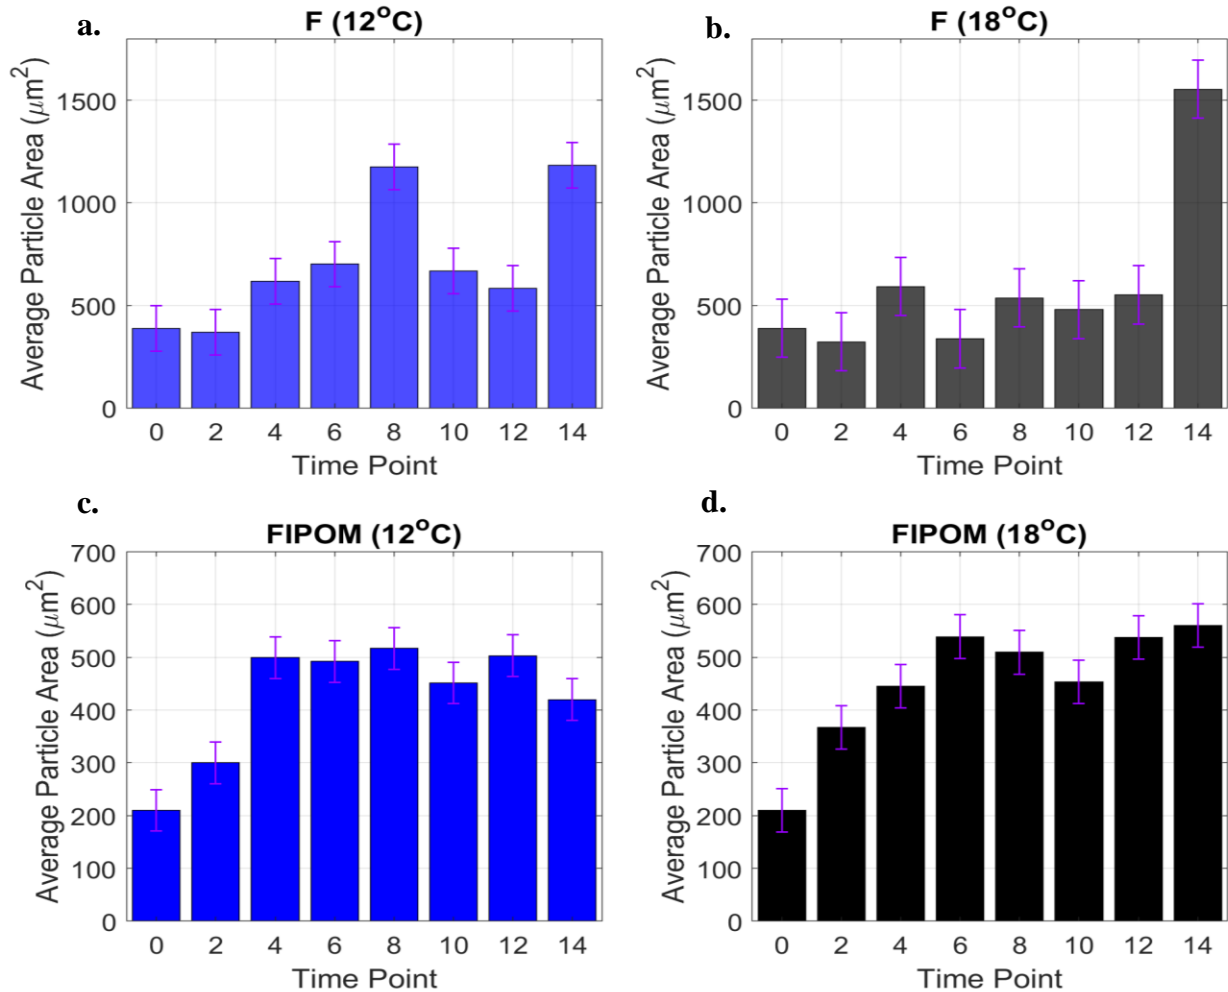 a.
F (12°C)
Average Particle Area (μm²)
1500
1000
500
0
0 2 4 6 8 10 12 14
Time Point
b.
F (18°C)
Average Particle Area (μm²)
1500
1000
500
0
0 2 4 6 8 10 12 14
Time Point
c.
FIPOM (12°C)
Average Particle Area (μm²)
700
600
500
400
300
200
100
0
0 2 4 6 8 10 12 14
Time Point
d.
FIPOM (18°C)
Average Particle Area (μm²)
700
600
500
400
300
200
100
0
0 2 4 6 8 10 12 14
Time Point